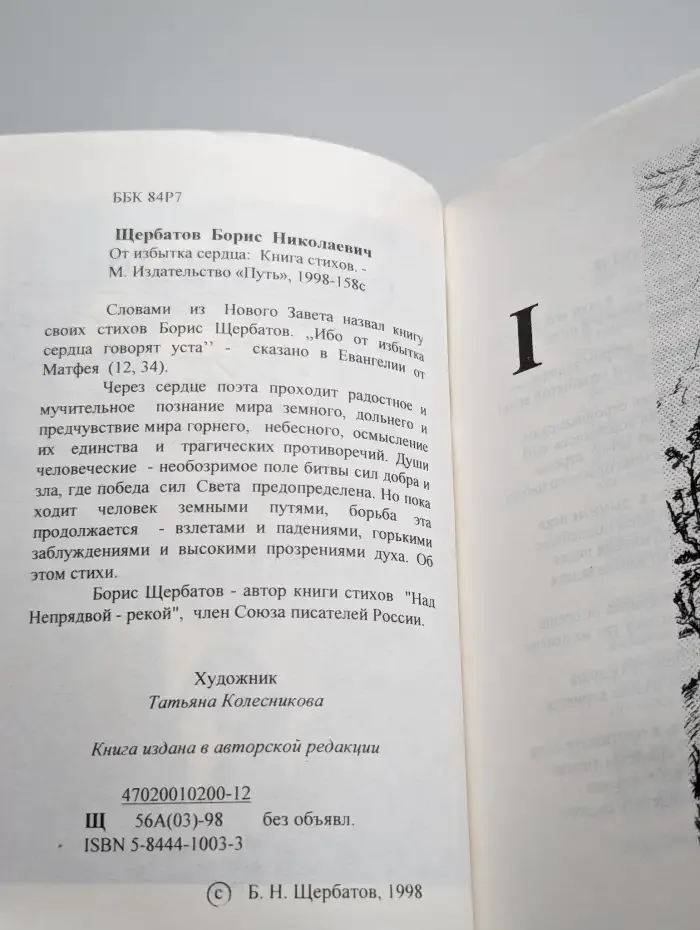 ББК 84Р7
Щербатов Борис Николаевич
От избытка сердца: Книга стихов. -
М. Издательство «Путь», 1998-158с
Словами из Нового Завета назвал книгу
своих стихов Борис Щербатов. ,,Ибо от избытка
сердца говорят уста’’ - сказано в Евангелии от
Матфея (12, 34).
Через сердце поэта проходит радостное и
мучительное познание мира земного, дольнего и
предчувствие мира горнего, небесного, осмысление
их единства и трагических противоречий. Души
человеческие - необозримое поле битвы сил добра и
зла, где победа сил Света предопределена. Но пока
ходит человек земными путями, борьба эта
продолжается - взлетами и падениями, горькими
заблуждениями и высокими прозрениями духа. Об
этом стихи.
Борис Щербатов - автор книги стихов "Над
Непрядвой - рекой", член Союза писателей России.
Художник
Татьяна Колесникова
Книга издана в авторской редакции
47020010200-12
Щ 56А(03)-98 без объявл.
ISBN 5-8444-1003-3
© Б. Н. Щербатов, 1998
I